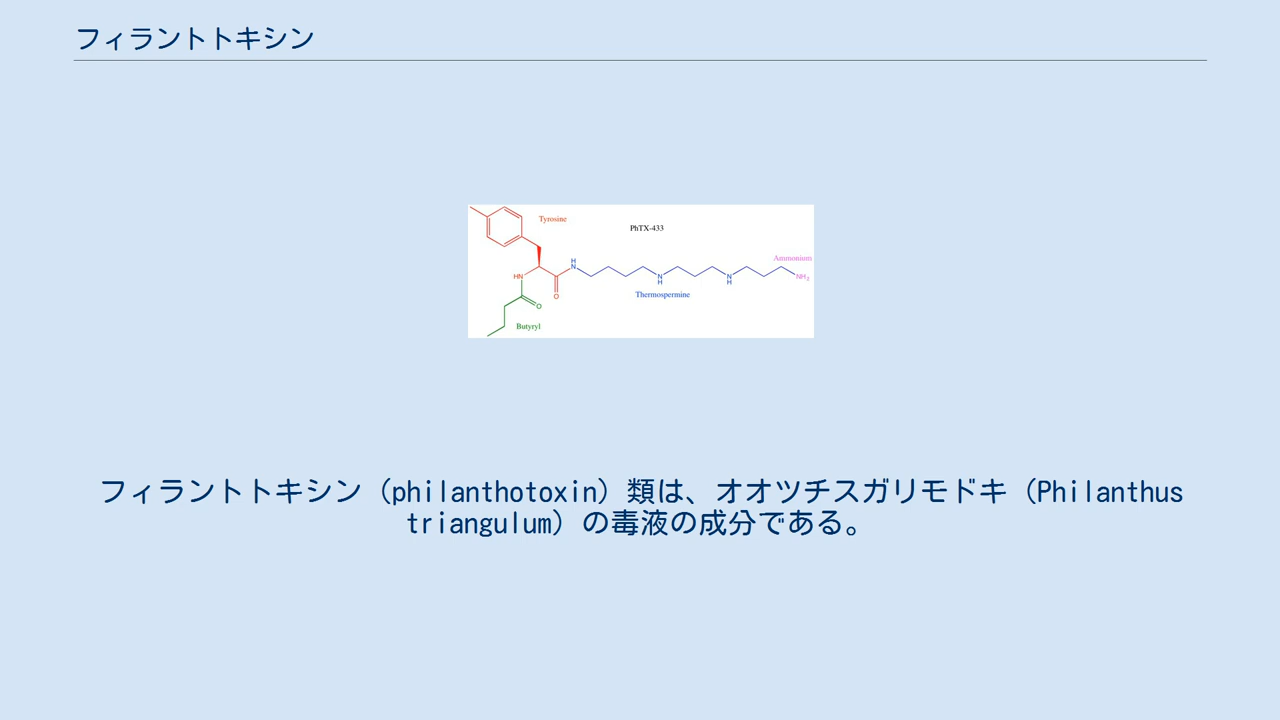 フィラントトキシン
Tyrosine
PhTX-433
Ammonium
H
N
HN
O
N
H
N
H
NH2
Thermospermine
O
Butyryl
フィラントトキシン（philanthotoxin）類は、オオツチスガリモドキ（Philanthus
triangulum）の毒液の成分である。